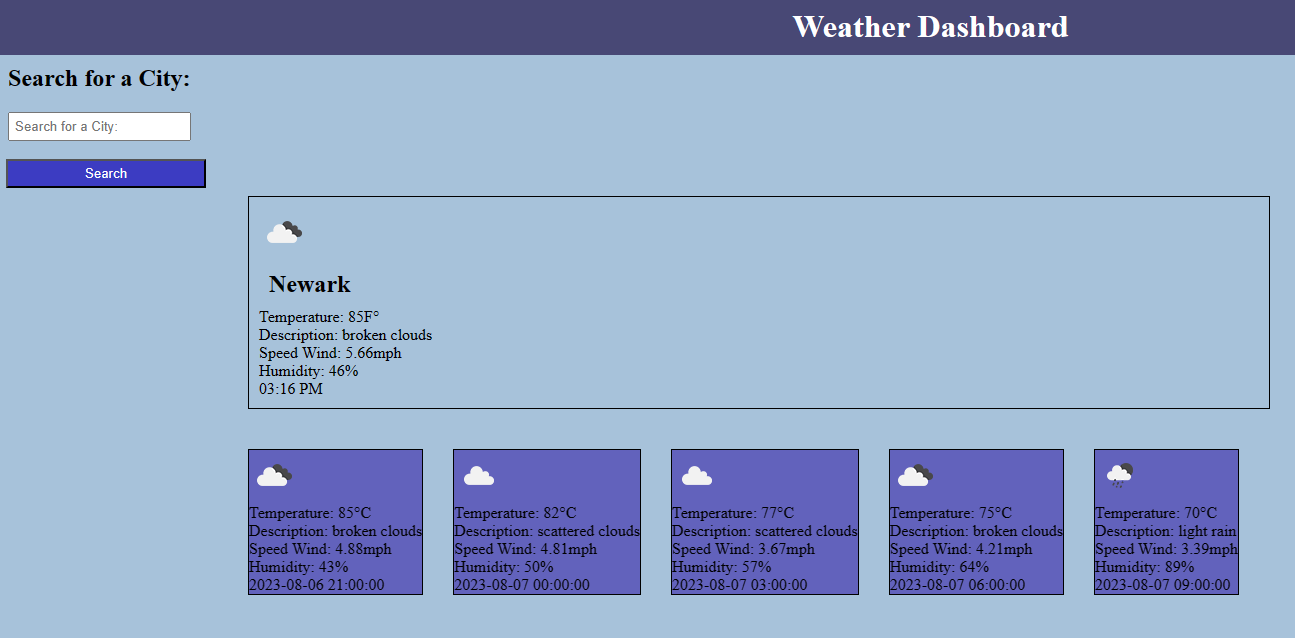 Weather Dashboard
Search for a City:
Search for a City:
Search
Newark
Temperature: 85F°
Description: broken clouds
Speed Wind: 5.66mph
Humidity: 46%
03:16 PM
Temperature: 85°C
Description: broken clouds
Speed Wind: 4.88mph
Humidity: 43%
2023-08-06 21:00:00
Temperature: 82°C
Description: scattered clouds
Speed Wind: 4.81mph
Humidity: 50%
2023-08-07 00:00:00
Temperature: 77°C
Description: scattered clouds
Speed Wind: 3.67mph
Humidity: 57%
2023-08-07 03:00:00
Temperature: 75°C
Description: broken clouds
Speed Wind: 4.21mph
Humidity: 64%
2023-08-07 06:00:00
Temperature: 70°C
Description: light rain
Speed Wind: 3.39mph
Humidity: 89%
2023-08-07 09:00:00